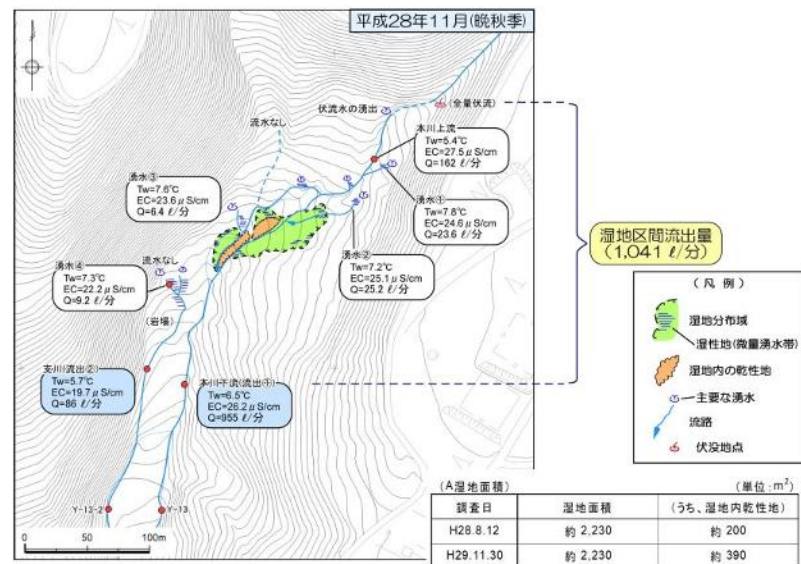 平成28年11月(晩秋季)
伏流水の湧出
(全量伏流)
流水なし
本川上流
Tw=5.4℃
EC=27.5μS/cm
Q=162 ℓ/分
湧水③
Tw=7.6℃
EC=23.6μS/cm
Q=6.4 ℓ/分
湧水①
Tw=7.8℃
EC=24.6μS/cm
Q=23.6 ℓ/分
湧水②
Tw=7.2℃
EC=25.1μS/cm
Q=25.2 ℓ/分
流水なし
湧水④
Tw=7.3℃
EC=22.2μS/cm
Q=9.2 ℓ/分
(岩場)
支川(流出②)
Tw=5.7℃
EC=19.7μS/cm
Q=86 ℓ/分
本川下流(流出①)
Tw=6.5℃
EC=26.2μS/cm
Q=955 ℓ/分
Y-13-2
Y-13
0 50 100m
湿地区間流出量
(1,041 ℓ/分)
(凡 例)
湿地分布域
湿性地(微量湧水帯)
湿地内の乾性地
主要な湧水
流路
伏没地点
(A湿地面積) (単位:m²)
調査日 湿地面積 (うち、湿地内乾性地)
H28.8.12 約 2,230 約 200
H29.11.30 約 2,230 約 390